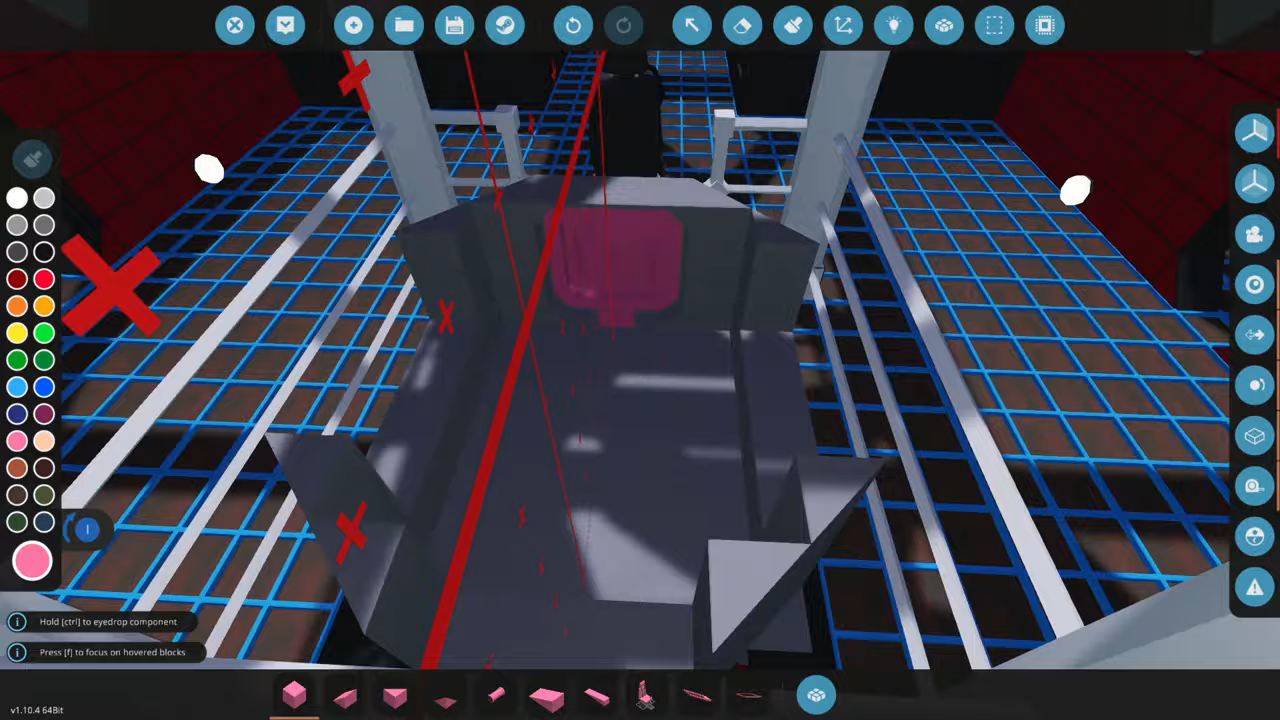 Hold [ctrl] to eyedrop component
Press [f] to focus on hovered blocks
v1.10.4 64Bit